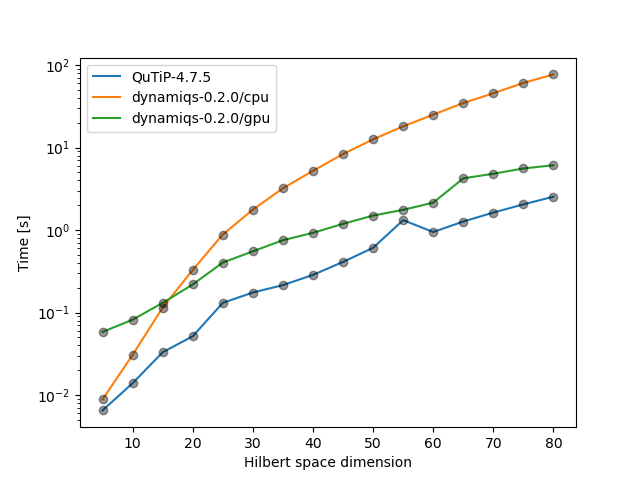 QuTiP-4.7.5
dynamiqs-0.2.0/cpu
dynamiqs-0.2.0/gpu
10²
10¹
10⁰
10⁻¹
10⁻²
Time [s]
10 20 30 40 50 60 70 80
Hilbert space dimension